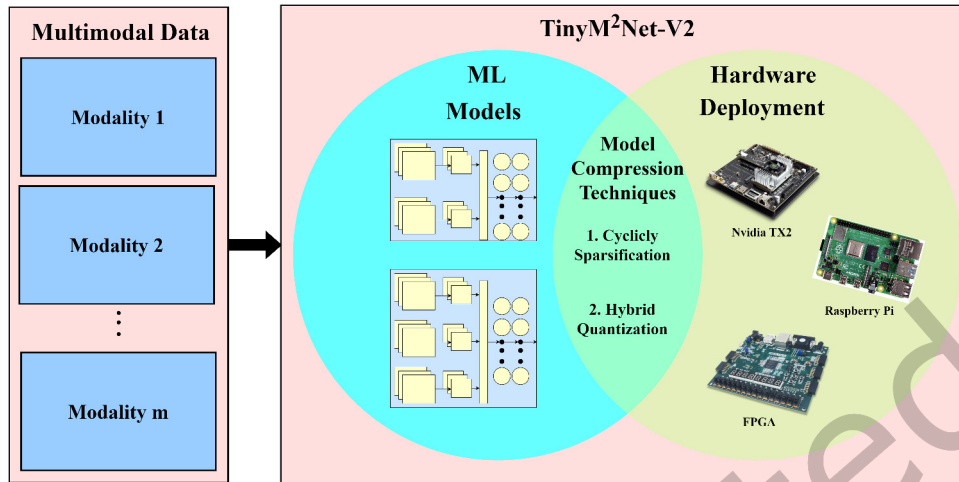 Multimodal Data
Modality 1
Modality 2
Modality m
TinyM²Net-V2
ML
Models
Model
Compression
Techniques
1. Cyclicly
Sparsification
2. Hybrid
Quantization
Hardware
Deployment
Nvidia TX2
Raspberry Pi
FPGA